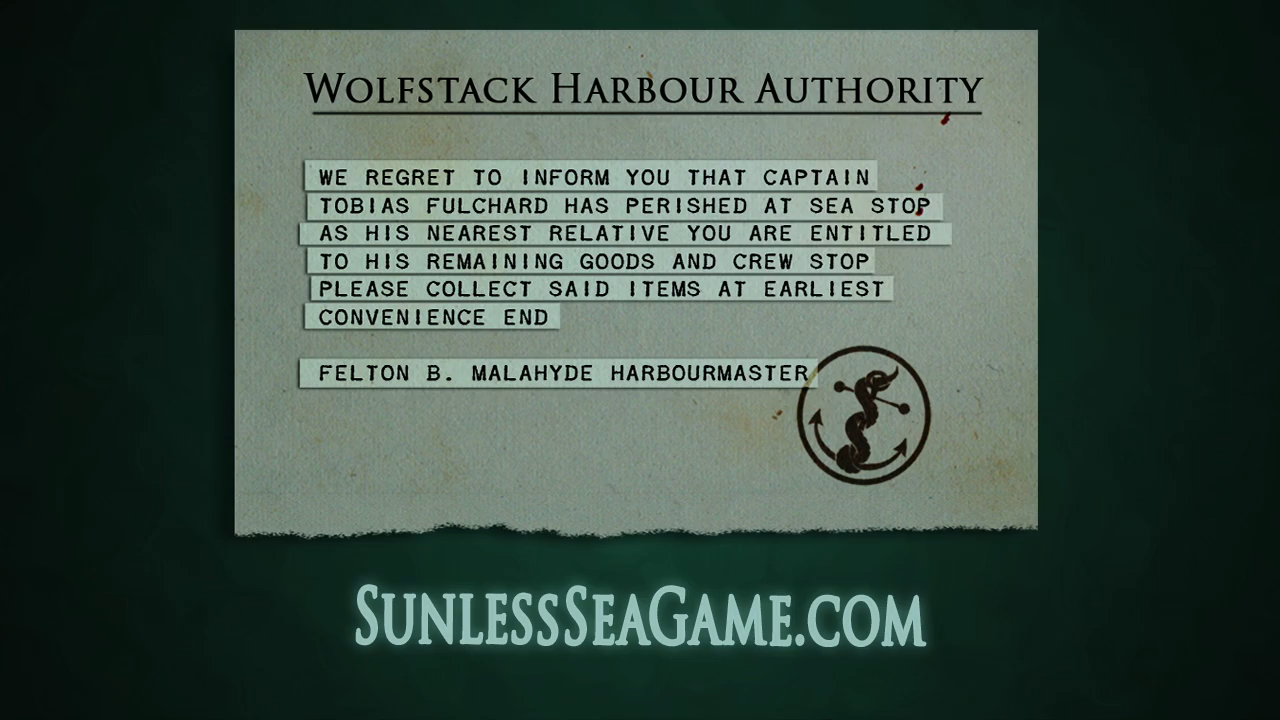 Wolfstack Harbour Authority
WE REGRET TO INFORM YOU THAT CAPTAIN
TOBIAS FULCHARD HAS PERISHED AT SEA STOP
AS HIS NEAREST RELATIVE YOU ARE ENTITLED
TO HIS REMAINING GOODS AND CREW STOP
PLEASE COLLECT SAID ITEMS AT EARLIEST
CONVENIENCE END
FELTON B. MALAHYDE HARBOURMASTER
SunlessSeaGame.com